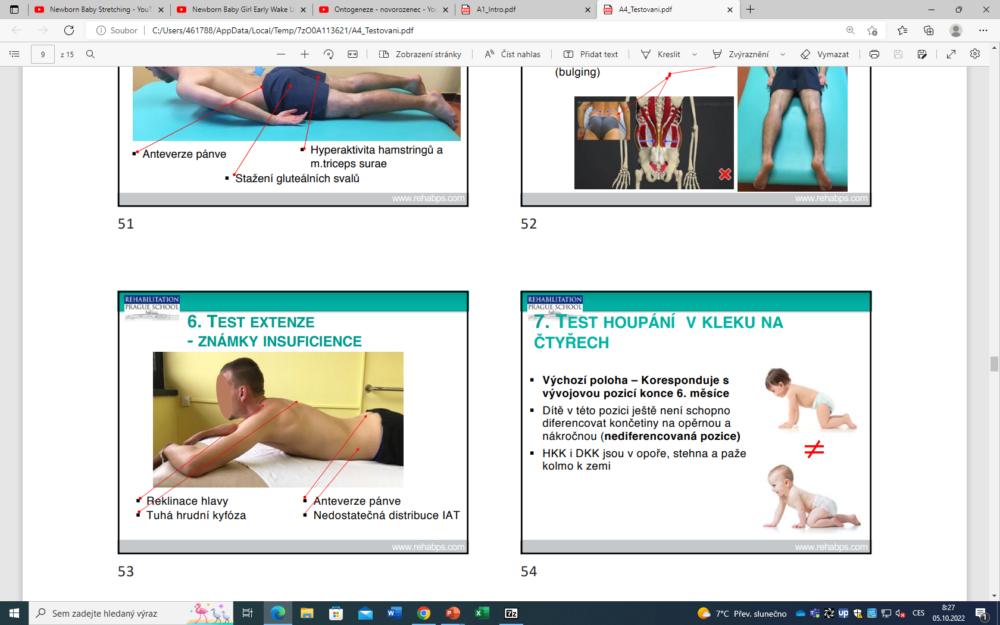 Newborn Baby Stretching - YouT
Newborn Baby Girl Early Wake U
Ontogeneze - novorozenec - You
A1_Intro.pdf
A4_Testovani.pdf
Soubor
C:/Users/461788/AppData/Local/Temp/7zO0A113621/A4_Testovani.pdf
9
z 15
Zobrazení stránky
Číst nahlas
Přidat text
Kreslit
Zvýraznění
Vymazat
Anteverze pánve
Hyperaktivita hamstringů a
m.triceps surae
Stažení gluteálních svalů
www.rehabps.com
51
(bulging)
www.rehabps.com
www.rehabps.com
52
REHABILITATION
PRAGUE SCHOOL
6. TEST EXTENZE
- ZNÁMKY INSUFICIENCE
Reklinace hlavy
Tuhá hrudní kyfóza
Anteverze pánve
Nedostatečná distribuce IAT
www.rehabps.com
53
REHABILITATION
PRAGUE SCHOOL
7. TEST HOUPÁNÍ V KLEKU NA
ČTYŘECH
Výchozí poloha – Koresponduje s
vývojovou pozicí konce 6. měsíce
Dítě v této pozici ještě není schopno
diferencovat končetiny na opěrnou a
nákročnou (nediferencovaná pozice)
HKK i DKK jsou v opoře, stehna a paže
kolmo k zemi
≠
www.rehabps.com
54
Sem zadejte hledaný výraz
7°C Přev. slunečno
CES
8:27
05.10.2022
1